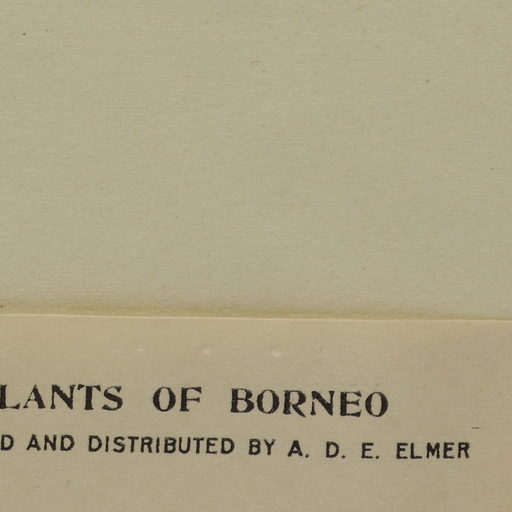 LANTS OF BORNEO
D AND DISTRIBUTED BY A. D. E. ELMER